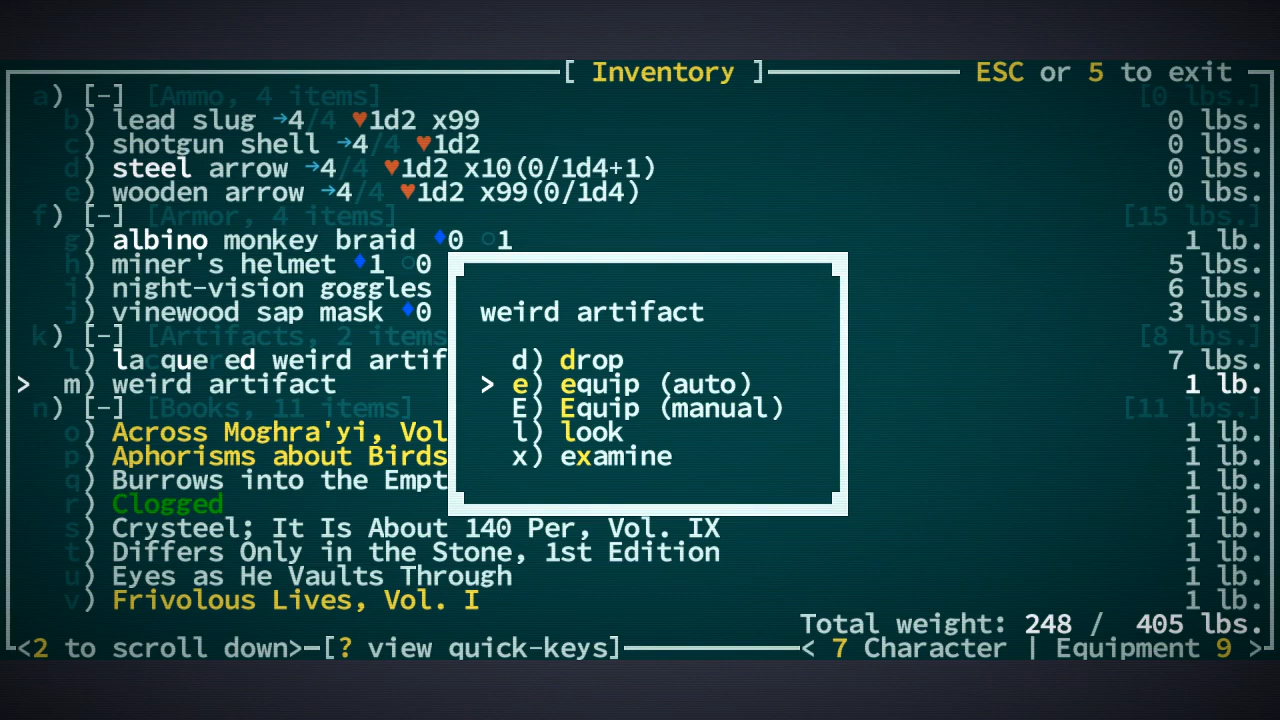 [ Inventory ] ESC or 5 to exit
a) [-] [Ammo, 4 items] [0 lbs.]
b) lead slug →4/4 ♥1d2 x99 0 lbs.
c) shotgun shell →4/4 ♥1d2 0 lbs.
d) steel arrow →4/4 ♥1d2 x10(0/1d4+1) 0 lbs.
e) wooden arrow →4/4 ♥1d2 x99(0/1d4) 0 lbs.
f) [-] [Armor, 4 items] [15 lbs.]
g) albino monkey braid ♦0 ○1 1 lb.
h) miner's helmet ♦1 ○0 5 lbs.
i) night-vision goggles 6 lbs.
j) vinewood sap mask ♦0 3 lbs.
k) [-] [Artifacts, 2 items [8 lbs.]
l) lacquered weird artif 7 lbs.
> m) weird artifact 1 lb.
n) [-] [Books, 11 items] [11 lbs.]
o) Across Moghra'yi, Vol 1 lb.
p) Aphorisms about Birds 1 lb.
q) Burrows into the Empt 1 lb.
r) Clogged 1 lb.
s) Crysteel; It Is About 140 Per, Vol. IX 1 lb.
t) Differs Only in the Stone, 1st Edition 1 lb.
u) Eyes as He Vaults Through 1 lb.
v) Frivolous Lives, Vol. I 1 lb.
Total weight: 248 / 405 lbs.
<2 to scroll down> [? view quick-keys] < 7 Character | Equipment 9 >
weird artifact
d) drop
> e) equip (auto)
E) Equip (manual)
l) look
x) examine